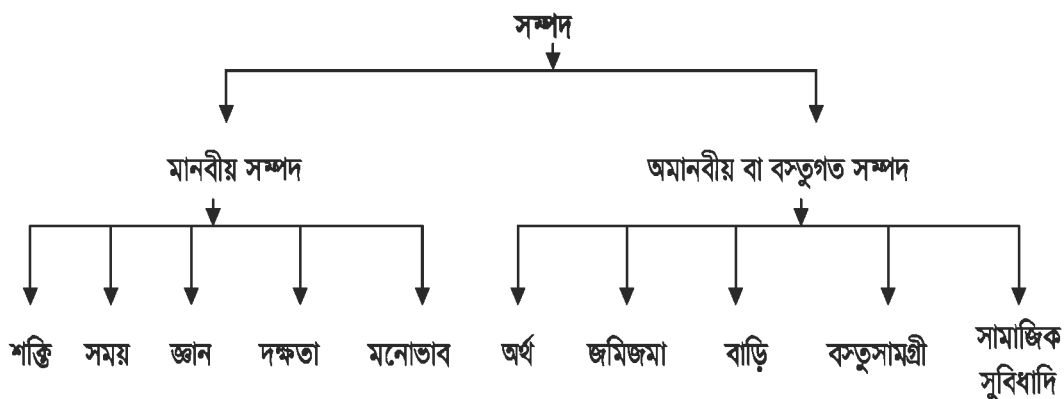 সম্পদ
মানবীয় সম্পদ
অমানবীয় বা বস্তুগত সম্পদ
শক্তি
সময়
জ্ঞান
দক্ষতা
মনোভাব
অর্থ
জমিজমা
বাড়ি
বস্তুসামগ্রী
সামাজিক
সুবিধাদি